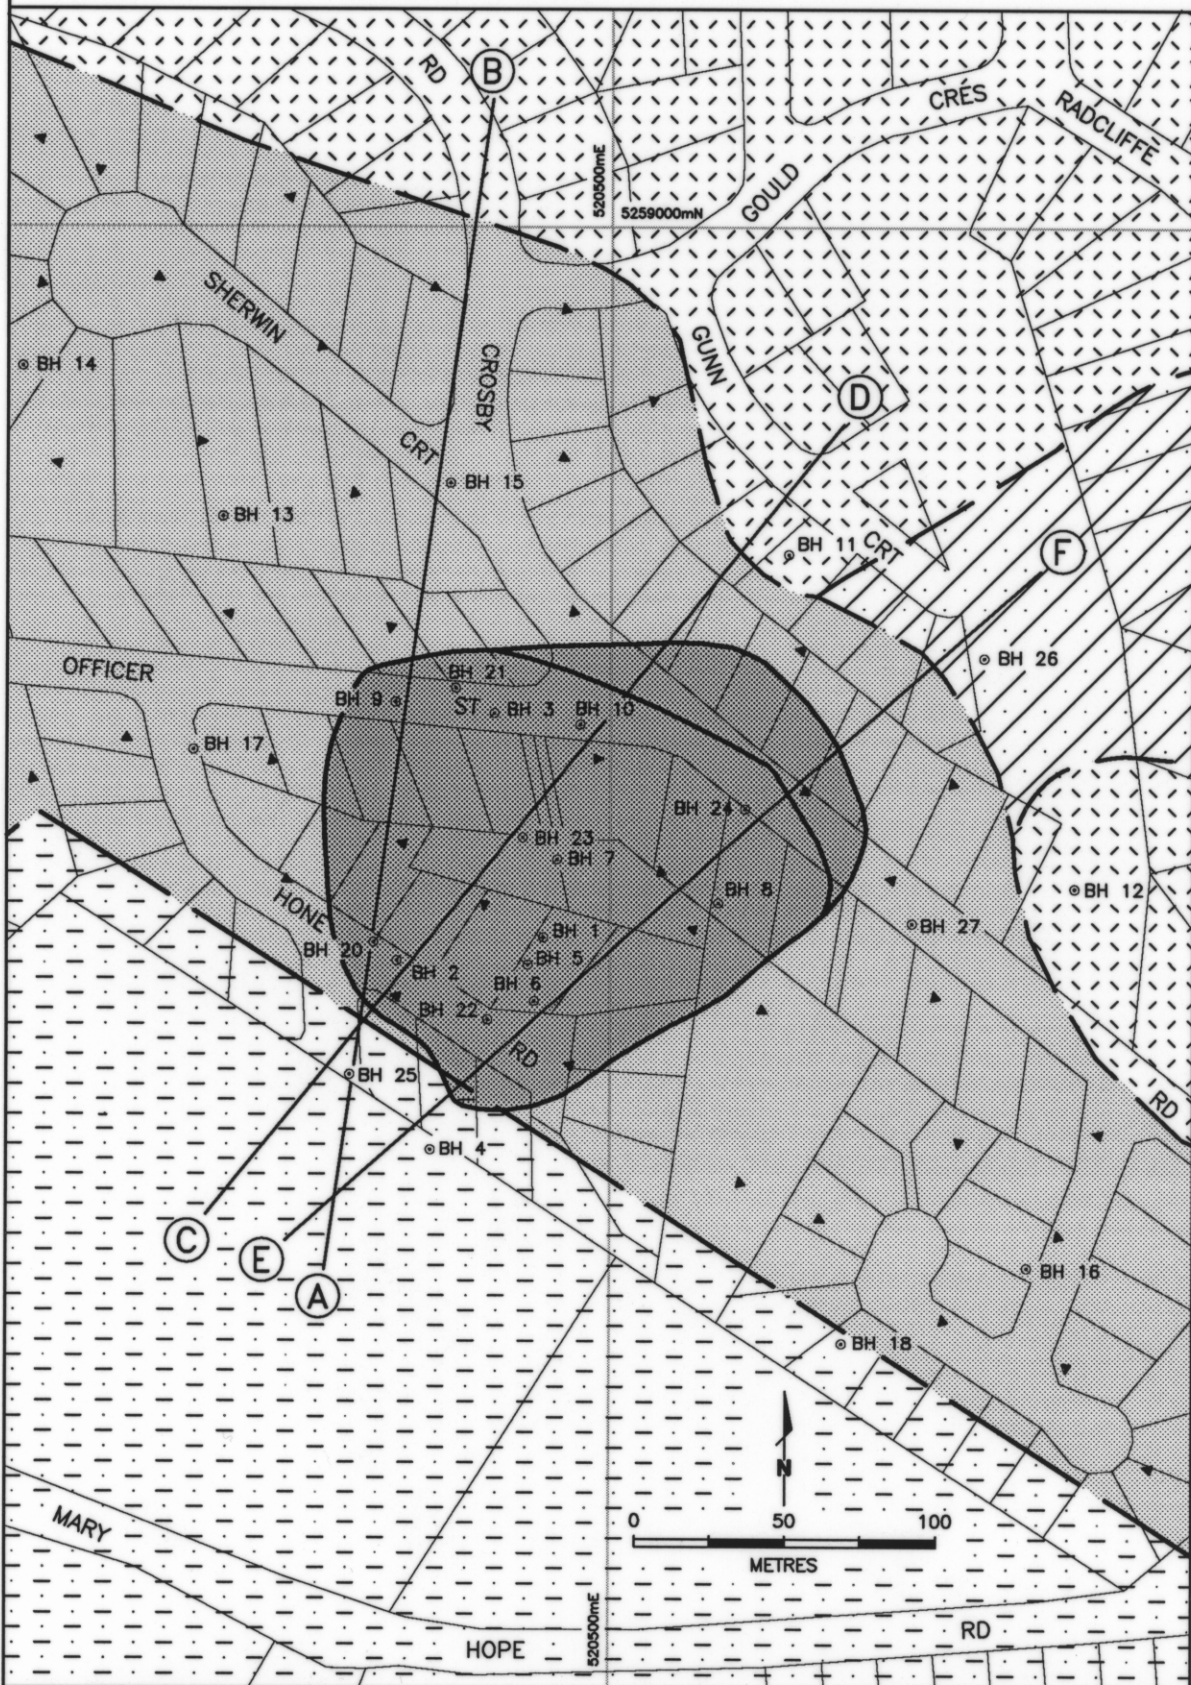 RD
B
CRES
RADCLIFFE
520500mE
5259000mN
GOULD
SHERWIN
GUNN
BH 14
CROSBY
D
CRT
BH 15
BH 13
BH 11
CRT
F
OFFICER
BH 26
BH 21
BH 9
ST
BH 3
BH 10
BH 17
BH 24
BH 23
BH 7
HONE
BH 8
BH 12
BH 1
BH 27
BH 20
BH 2
BH 5
BH 6
BH 22
RD
BH 25
RD
BH 4
C
E
A
BH 16
BH 18
N
0 50 100
METRES
MARY
HOPE
520500mE
RD